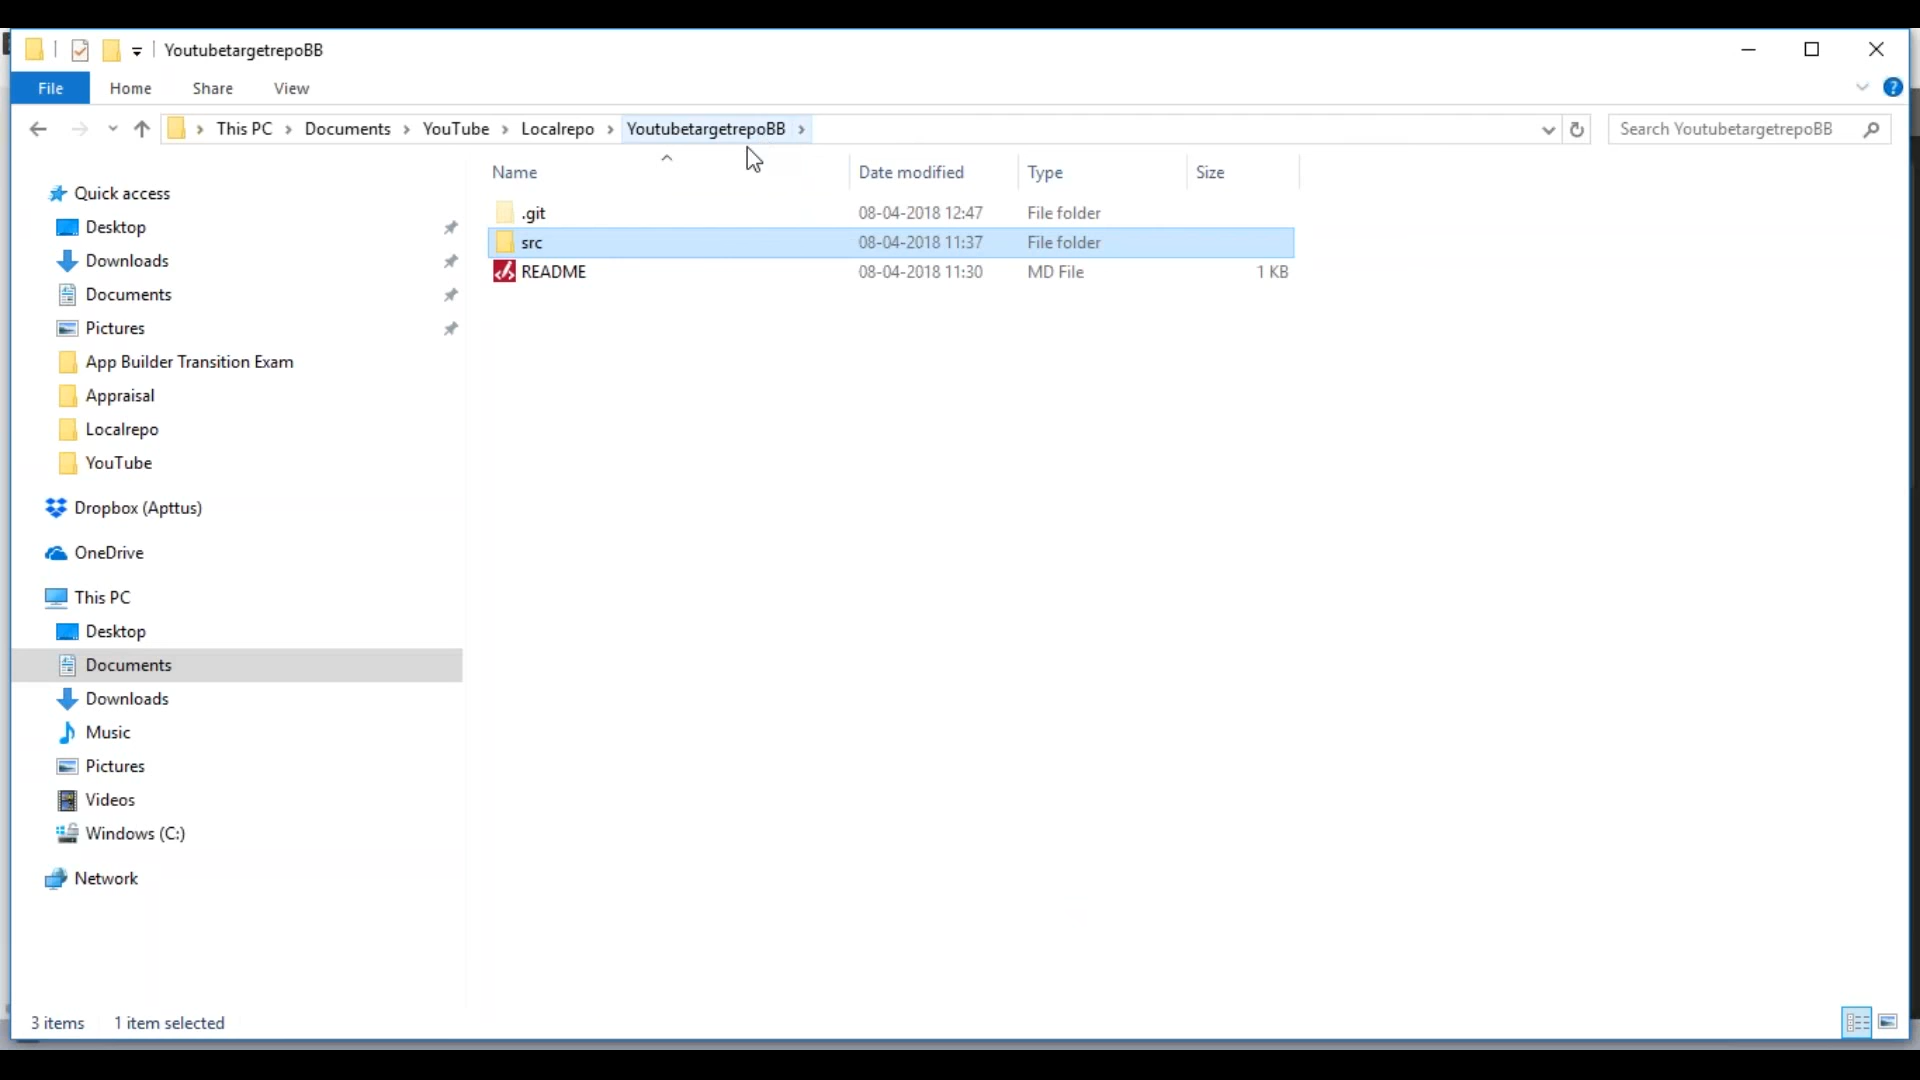 YoutubetargetrepoBB
File Home Share View
This PC Documents YouTube Localrepo YoutubetargetrepoBB Search YoutubetargetrepoBB
Name Date modified Type Size
.git 08-04-2018 12:47 File folder
src 08-04-2018 11:37 File folder
README 08-04-2018 11:30 MD File 1 KB
Quick access
Desktop
Downloads
Documents
Pictures
App Builder Transition Exam
Appraisal
Localrepo
YouTube
Dropbox (Apttus)
OneDrive
This PC
Desktop
Documents
Downloads
Music
Pictures
Videos
Windows (C:)
Network
3 items 1 item selected